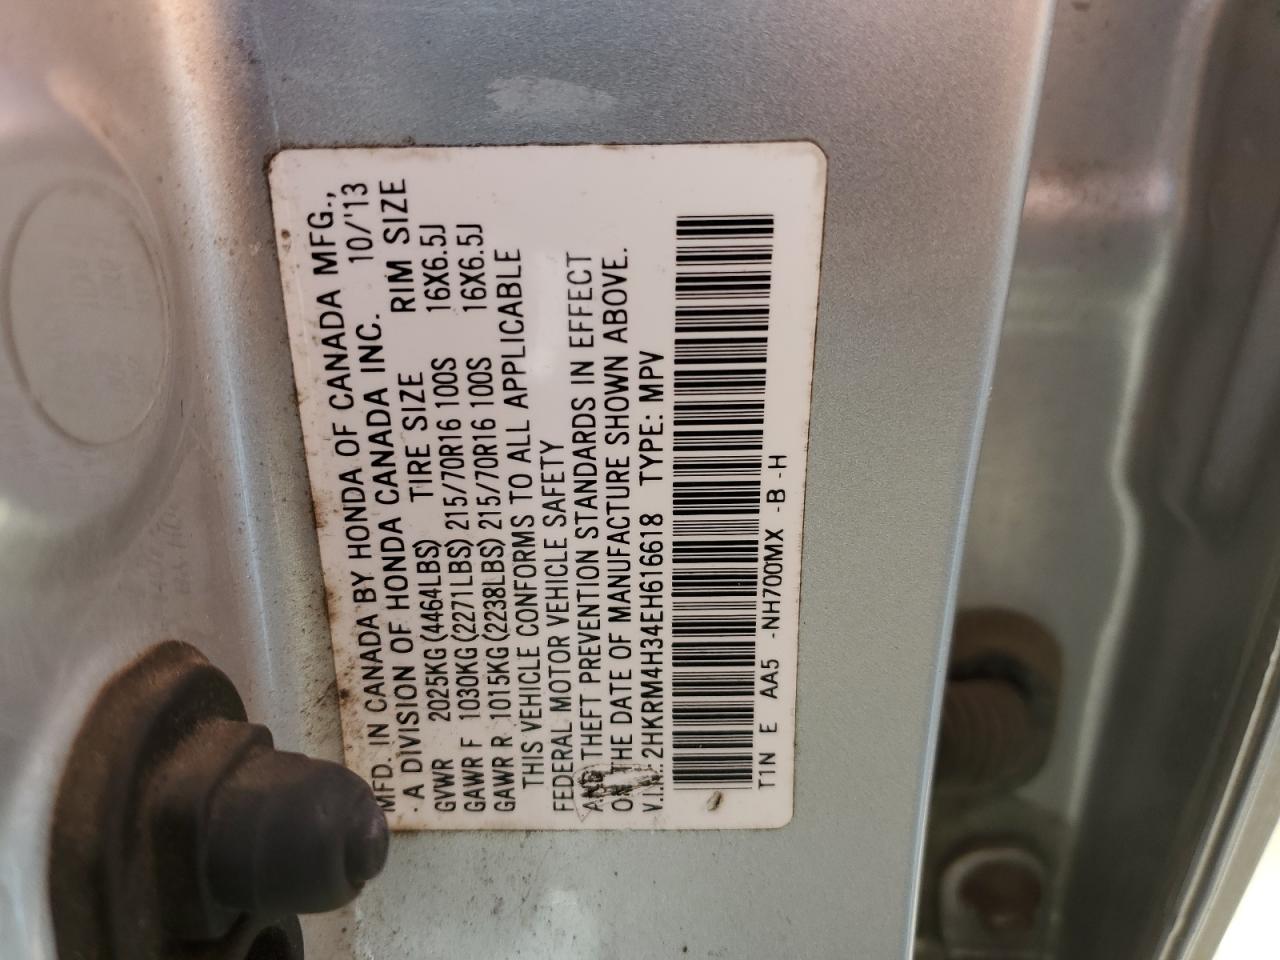 MFD. IN CANADA BY HONDA OF CANADA MFG.,
A DIVISION OF HONDA CANADA INC. 10/'13
TIRE SIZE RIM SIZE
GVWR 2025KG(4464LBS)
GAWR F 1030KG(2271LBS) 215/70R16 100S 16X6.5J
GAWR R 1015KG(2238LBS) 215/70R16 100S 16X6.5J
THIS VEHICLE CONFORMS TO ALL APPLICABLE
FEDERAL MOTOR VEHICLE SAFETY
AND THEFT PREVENTION STANDARDS IN EFFECT
ON THE DATE OF MANUFACTURE SHOWN ABOVE.
V.I.N.: 2HKRM4H34EH616618 TYPE: MPV
T1N E AA5 -NH700MX -B -H